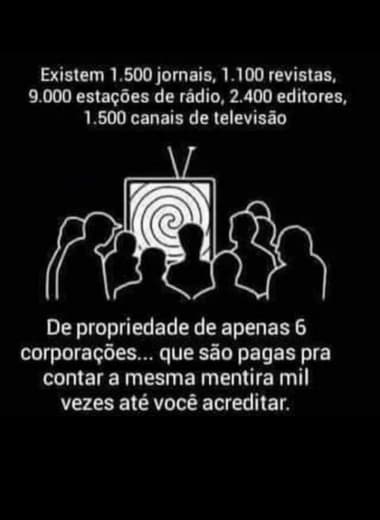 Existem 1.500 jornais, 1.100 revistas,
9.000 estações de rádio, 2.400 editores,
1.500 canais de televisão
De propriedade de apenas 6
corporações... que são pagas pra
contar a mesma mentira mil
vezes até você acreditar.